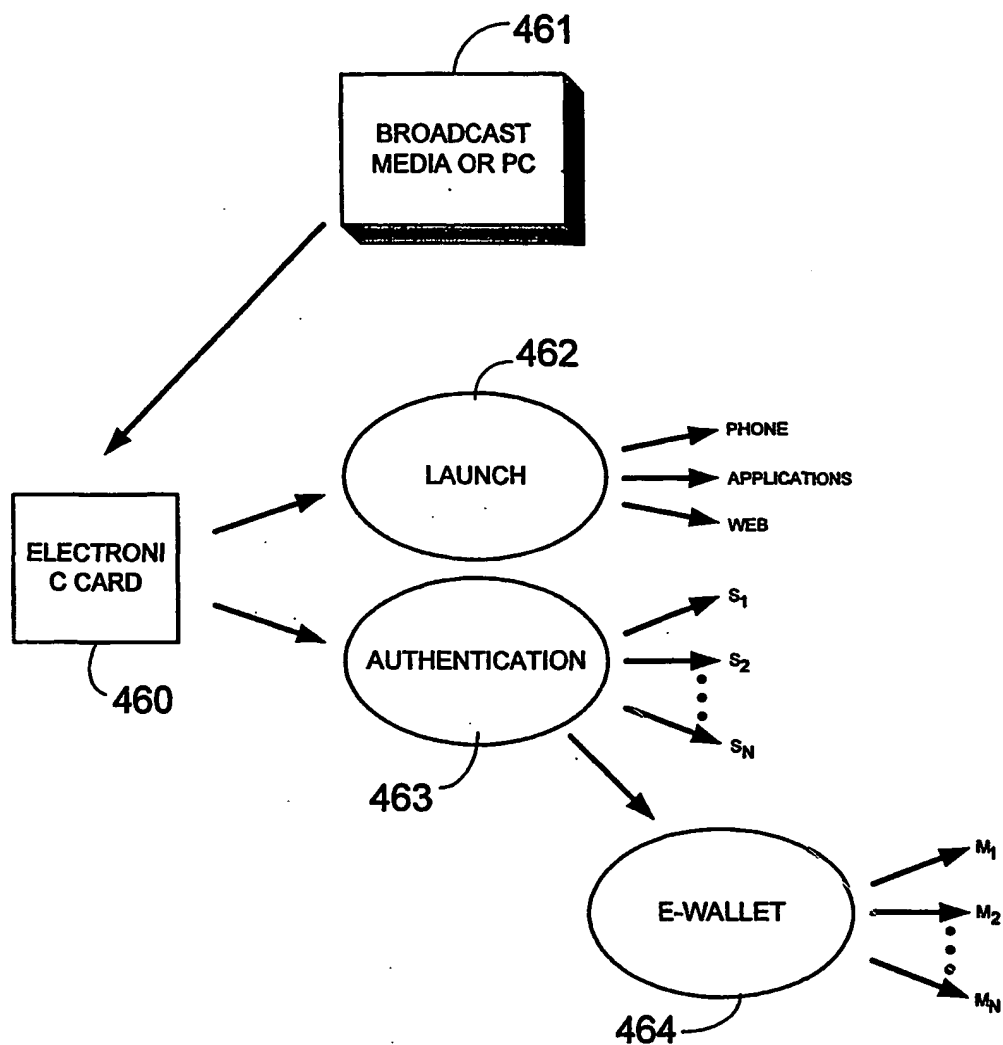 461
BROADCAST
MEDIA OR PC
462
LAUNCH
PHONE
APPLICATIONS
WEB
ELECTRONI
C CARD
460
AUTHENTICATION
S1
S2
SN
463
E-WALLET
M1
M2
MN
464